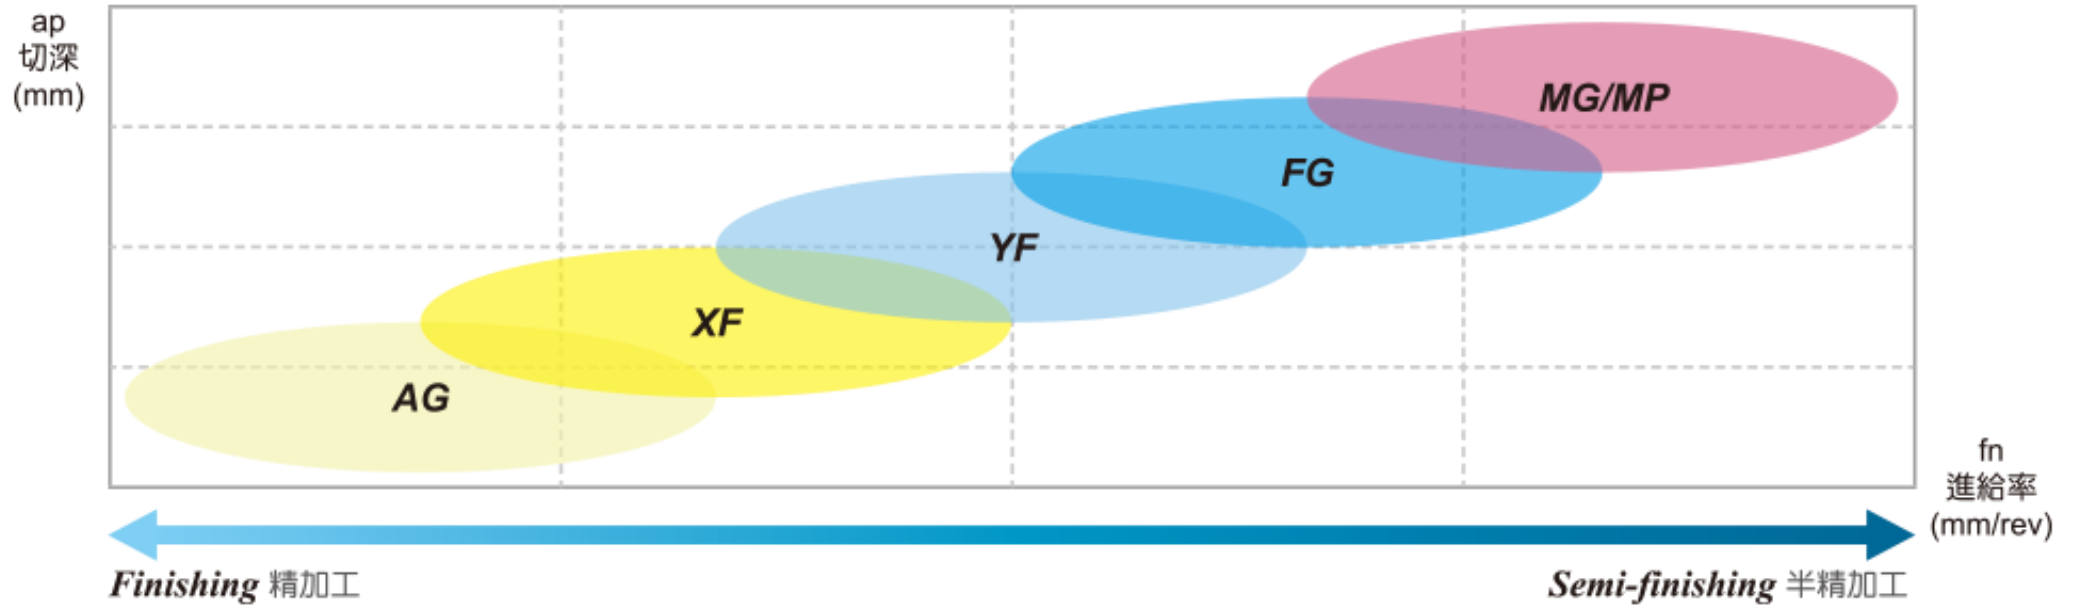 ap
切深
(mm)
MG/MP
FG
YF
XF
AG
fn
進給率
(mm/rev)
Finishing 精加工
Semi-finishing 半精加工